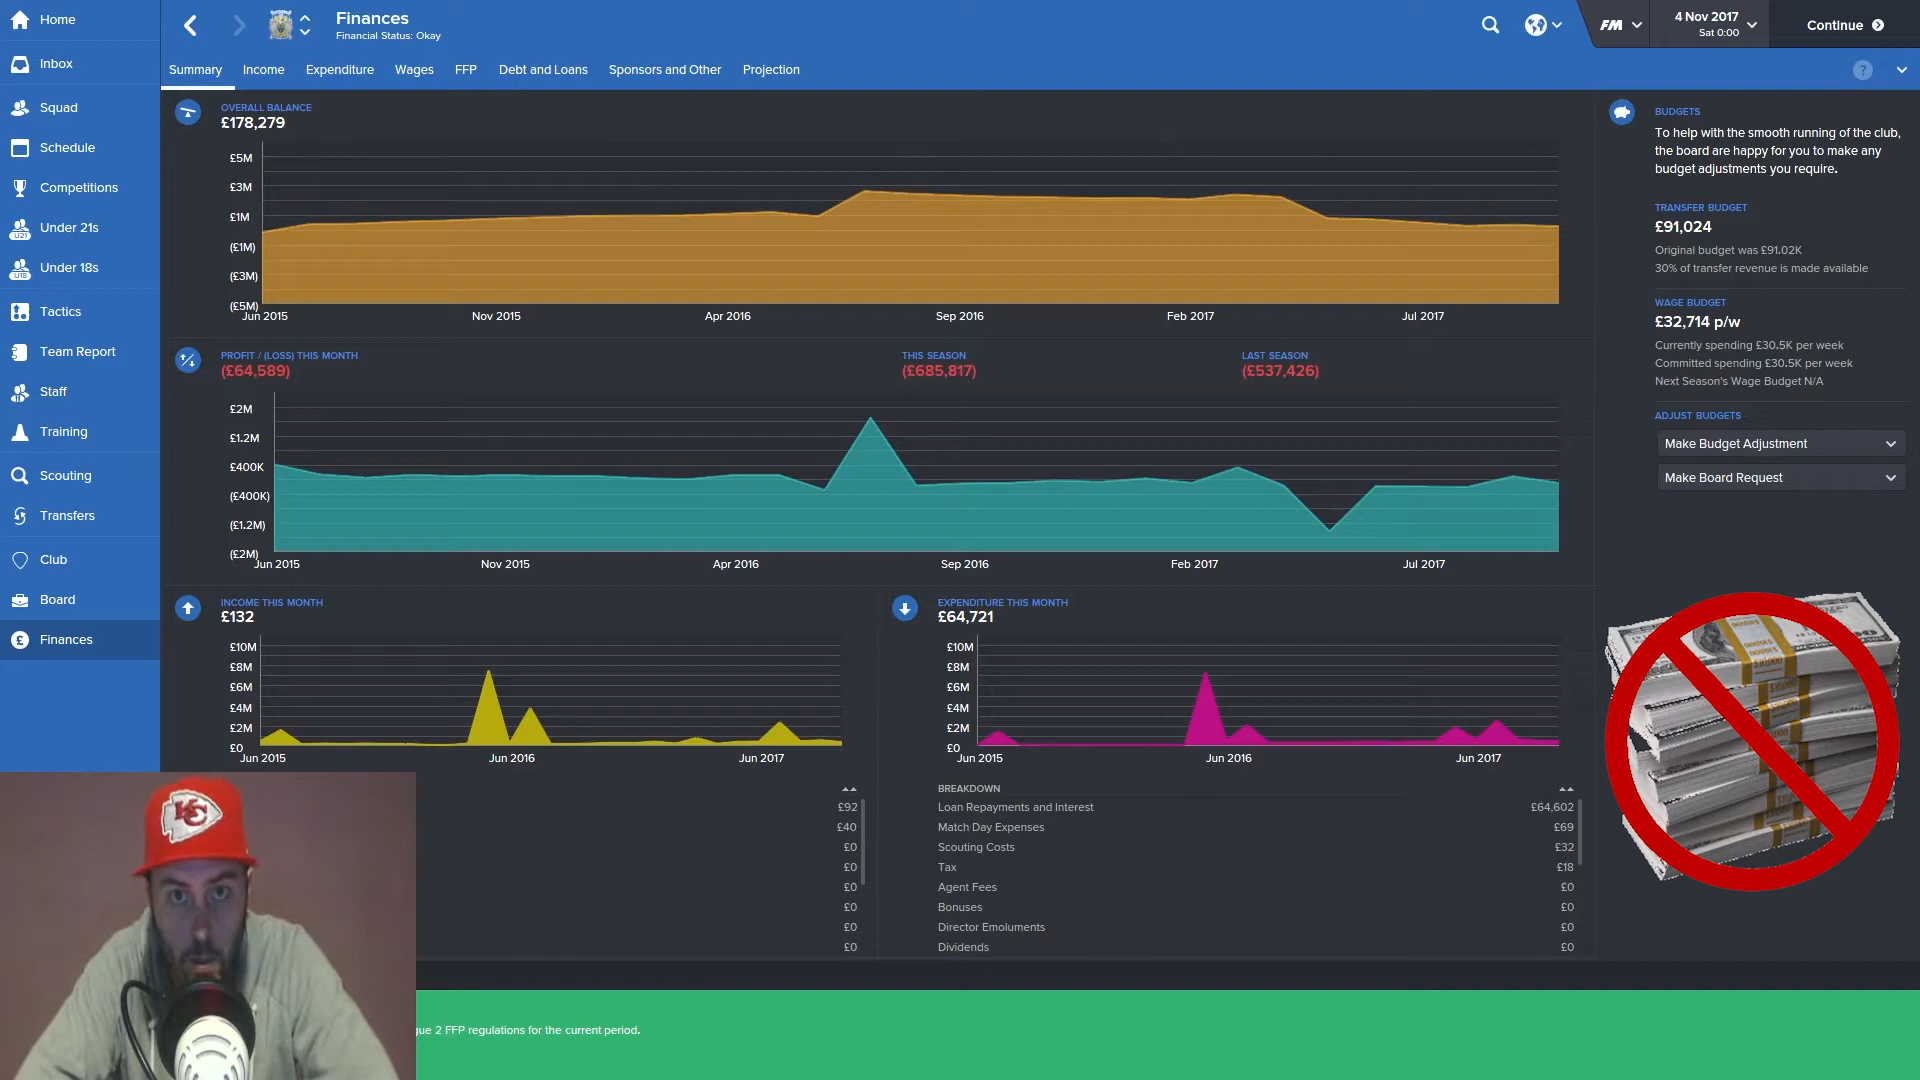 Home
Inbox
Squad
Schedule
Competitions
Under 21s
Under 18s
Tactics
Team Report
Staff
Training
Scouting
Transfers
Club
Board
Finances
Finances
Financial Status: Okay
FM
4 Nov 2017
Sat 0:00
Continue
Summary
Income
Expenditure
Wages
FFP
Debt and Loans
Sponsors and Other
Projection
?
OVERALL BALANCE
£178,279
£5M
£3M
£1M
(£1M)
(£3M)
(£5M)
Jun 2015
Nov 2015
Apr 2016
Sep 2016
Feb 2017
Jul 2017
PROFIT / (LOSS) THIS MONTH
(£64,589)
THIS SEASON
(£685,817)
LAST SEASON
(£537,426)
£2M
£1.2M
£400K
(£400K)
(£1.2M)
(£2M)
Jun 2015
Nov 2015
Apr 2016
Sep 2016
Feb 2017
Jul 2017
INCOME THIS MONTH
£132
£10M
£8M
£6M
£4M
£2M
£0
Jun 2015
Jun 2016
Jun 2017
£92
£40
£0
£0
£0
£0
£0
£0
EXPENDITURE THIS MONTH
£64,721
£10M
£8M
£6M
£4M
£2M
£0
Jun 2015
Jun 2016
Jun 2017
BREAKDOWN
Loan Repayments and Interest £64,602
Match Day Expenses £69
Scouting Costs £32
Tax £18
Agent Fees £0
Bonuses £0
Director Emoluments £0
Dividends £0
BUDGETS
To help with the smooth running of the club,
the board are happy for you to make any
budget adjustments you require.
TRANSFER BUDGET
£91,024
Original budget was £91.02K
30% of transfer revenue is made available
WAGE BUDGET
£32,714 p/w
Currently spending £30.5K per week
Committed spending £30.5K per week
Next Season's Wage Budget N/A
ADJUST BUDGETS
Make Budget Adjustment
Make Board Request
KC
gue 2 FFP regulations for the current period.